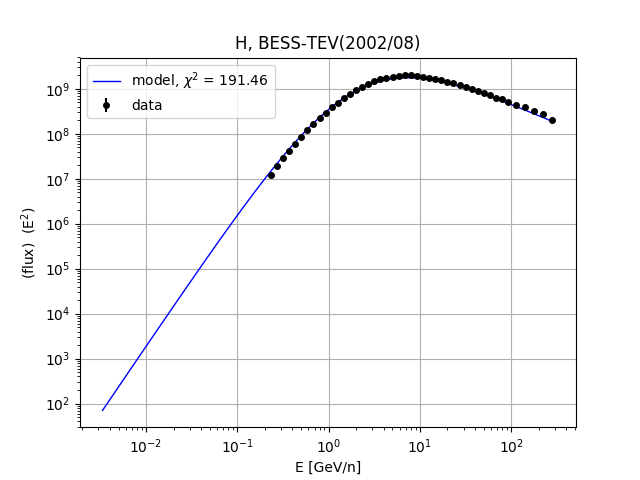 H, BESS-TEV(2002/08)
model, χ² = 191.46
data
10⁹
10⁸
10⁷
10⁶
10⁵
10⁴
10³
10²
(flux) (E²)
10⁻² 10⁻¹ 10⁰ 10¹ 10²
E [GeV/n]